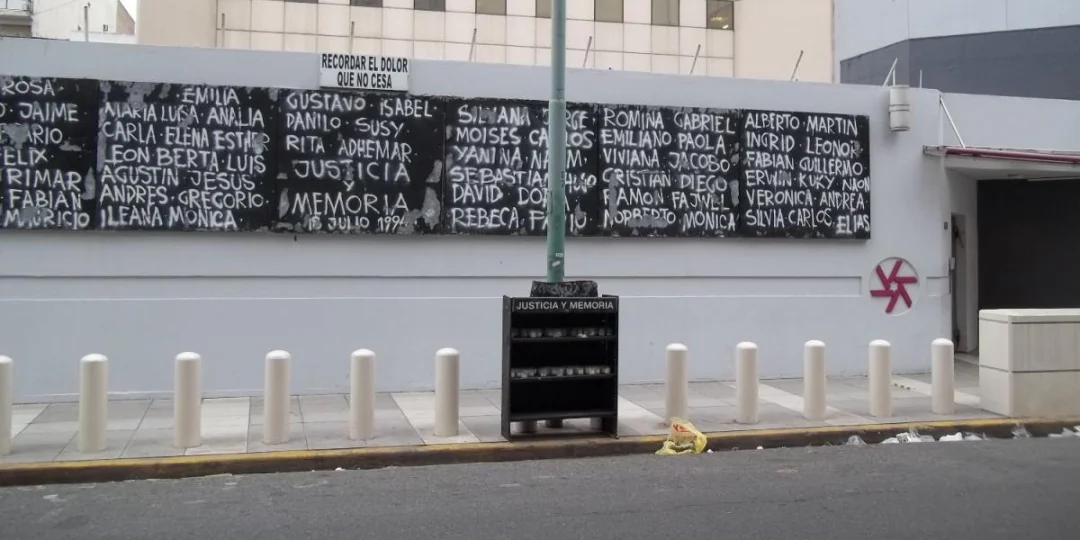 RECORDAR EL DOLOR
QUE NO CESA
ROSA
JAIME
FELIX
FABIAN
MAURICIO
EMILIA
MARIA LUISA ANALIA
CARLA ELENA ESTHER
LEON BERTA LUIS
AGUSTIN JESUS
ANDRES GREGORIO
ILEANA MONICA
GUSTAVO ISABEL
DANILO SUSY
RITA ADHEMAR
JUSTICIA
Y
MEMORIA
18 JULIO 1994
SILVANA JORGE
MOISES CARLOS
YANINA
SEBASTIAN
DAVID
REBECA
ROMINA GABRIEL
EMILIANO PAOLA
VIVIANA JACOBO
CRISTIAN DIEGO
RAMON FAJWEL
NORBERTO MONICA
ALBERTO MARTIN
INGRID LEONOR
FABIAN GUILLERMO
ERWIN KUKY NAON
VERONICA ANDREA
SILVIA CARLOS ELIAS
JUSTICIA Y MEMORIA